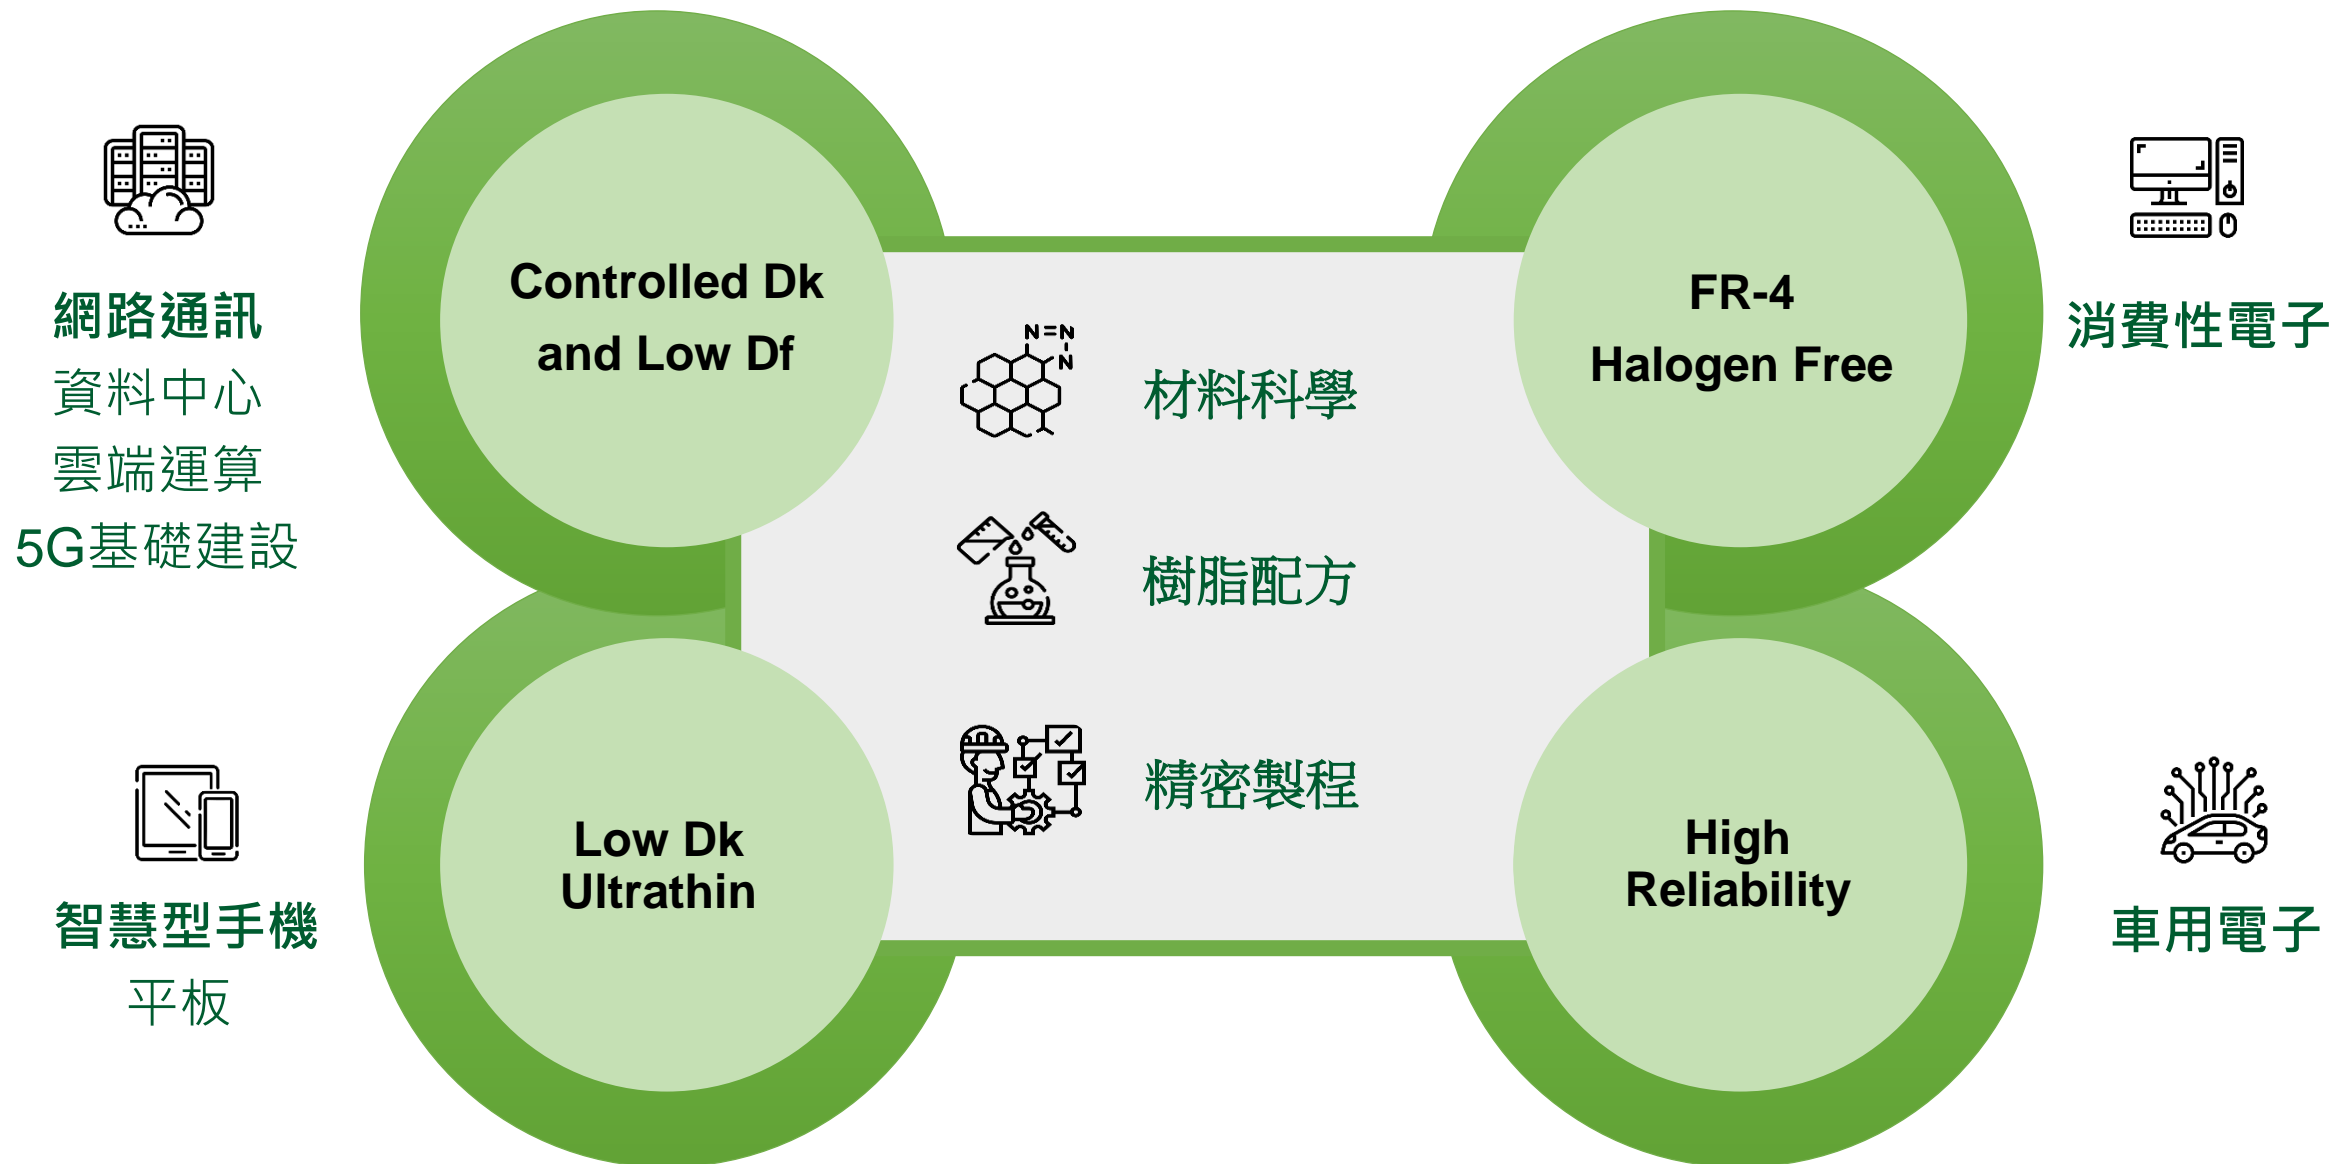 網路通訊
資料中心
雲端運算
5G基礎建設
Controlled Dk
and Low Df
N=N
N
材料科學
樹脂配方
精密製程
FR-4
Halogen Free
消費性電子
智慧型手機
平板
Low Dk
Ultrathin
High
Reliability
車用電子